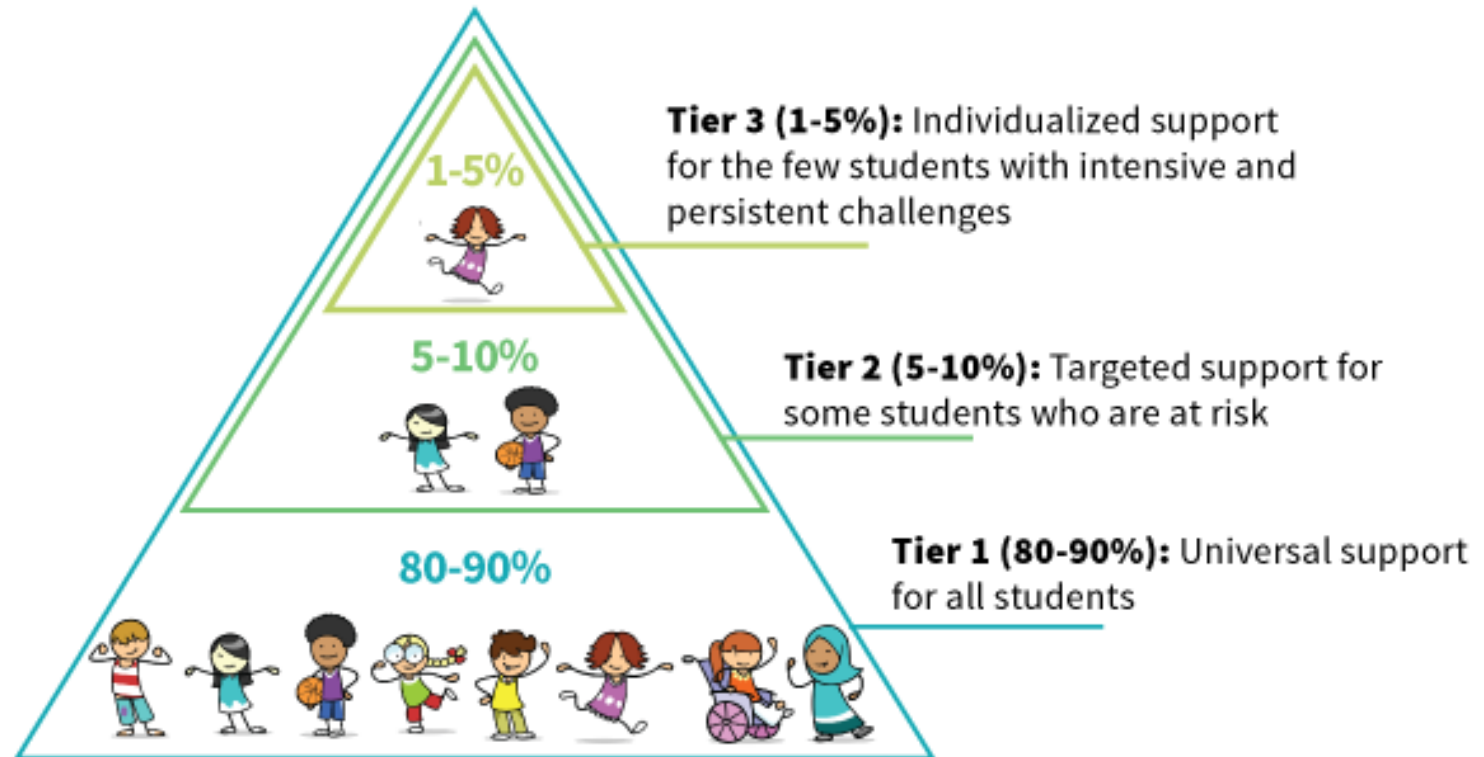 1-5%
Tier 3 (1-5%): Individualized support
for the few students with intensive and
persistent challenges
5-10%
Tier 2 (5-10%): Targeted support for
some students who are at risk
80-90%
Tier 1 (80-90%): Universal support
for all students